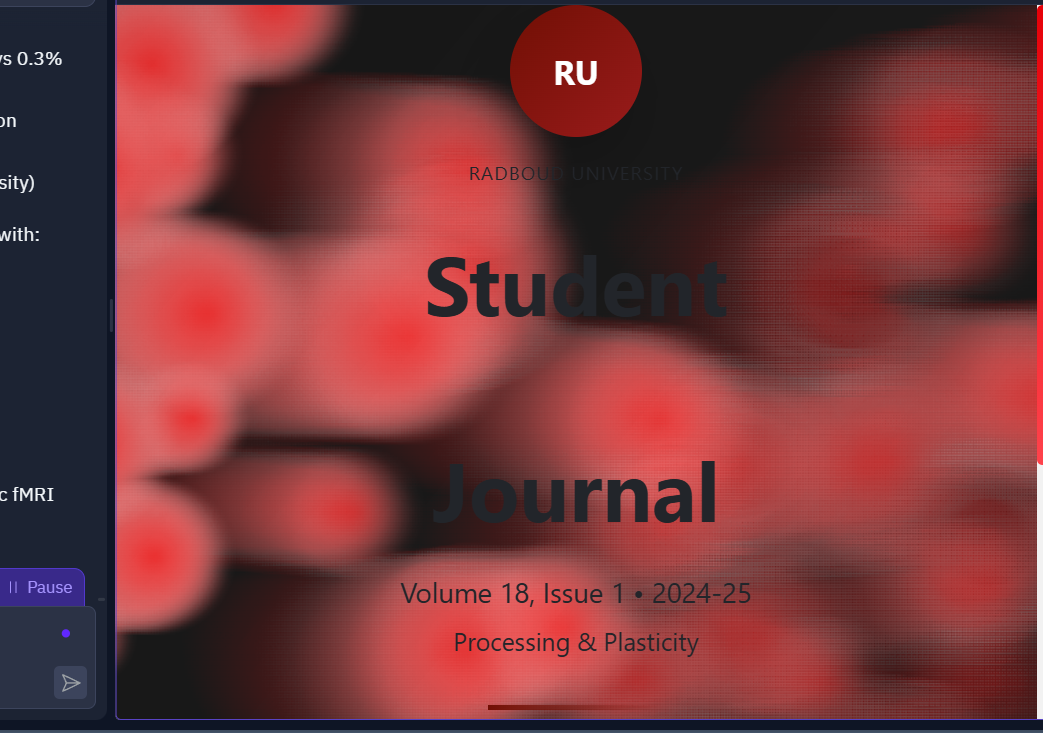 vs 0.3%
on
sity)
with:
c fMRI
Pause
RU
RADBOUD UNIVERSITY
Student
Journal
Volume 18, Issue 1 • 2024-25
Processing & Plasticity